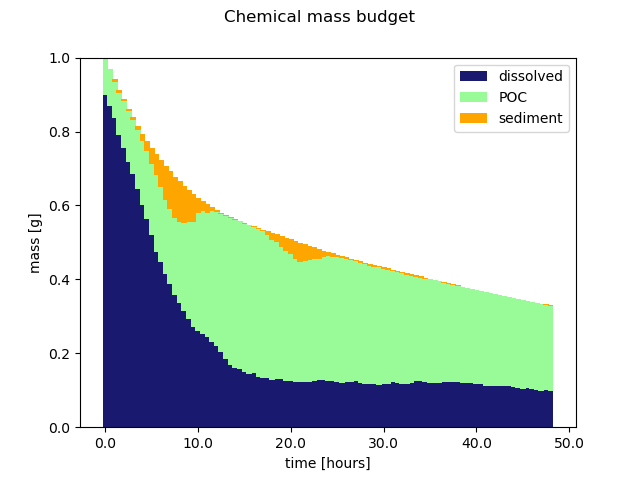 Chemical mass budget
1.0
0.8
0.6
0.4
0.2
0.0
mass [g]
dissolved
POC
sediment
0.0 10.0 20.0 30.0 40.0 50.0
time [hours]